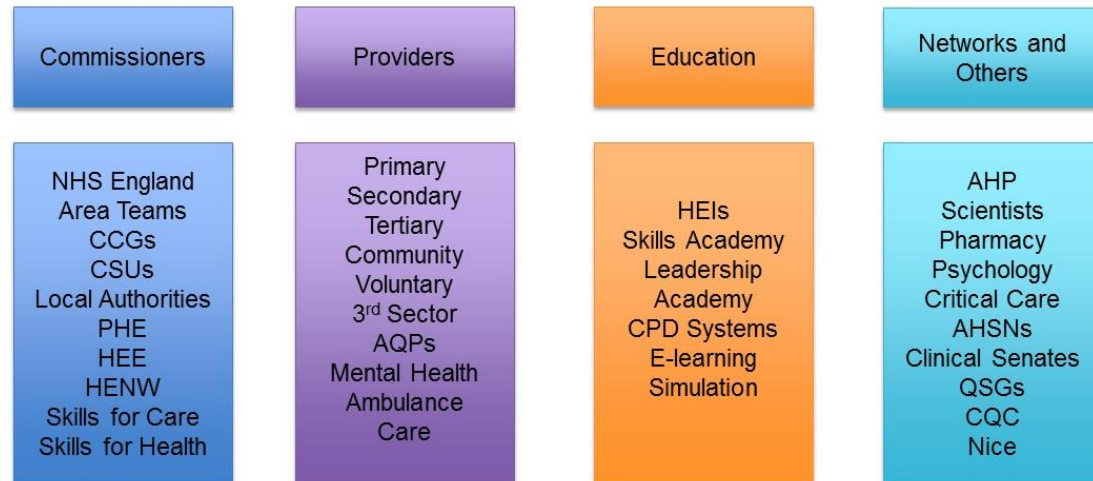 Commissioners
Providers
Education
Networks and
Others
NHS England
Area Teams
CCGs
CSUs
Local Authorities
PHE
HEE
HENW
Skills for Care
Skills for Health
Primary
Secondary
Tertiary
Community
Voluntary
3rd Sector
AQPs
Mental Health
Ambulance
Care
HEIs
Skills Academy
Leadership
Academy
CPD Systems
E-learning
Simulation
AHP
Scientists
Pharmacy
Psychology
Critical Care
AHSNs
Clinical Senates
QSGs
CQC
Nice